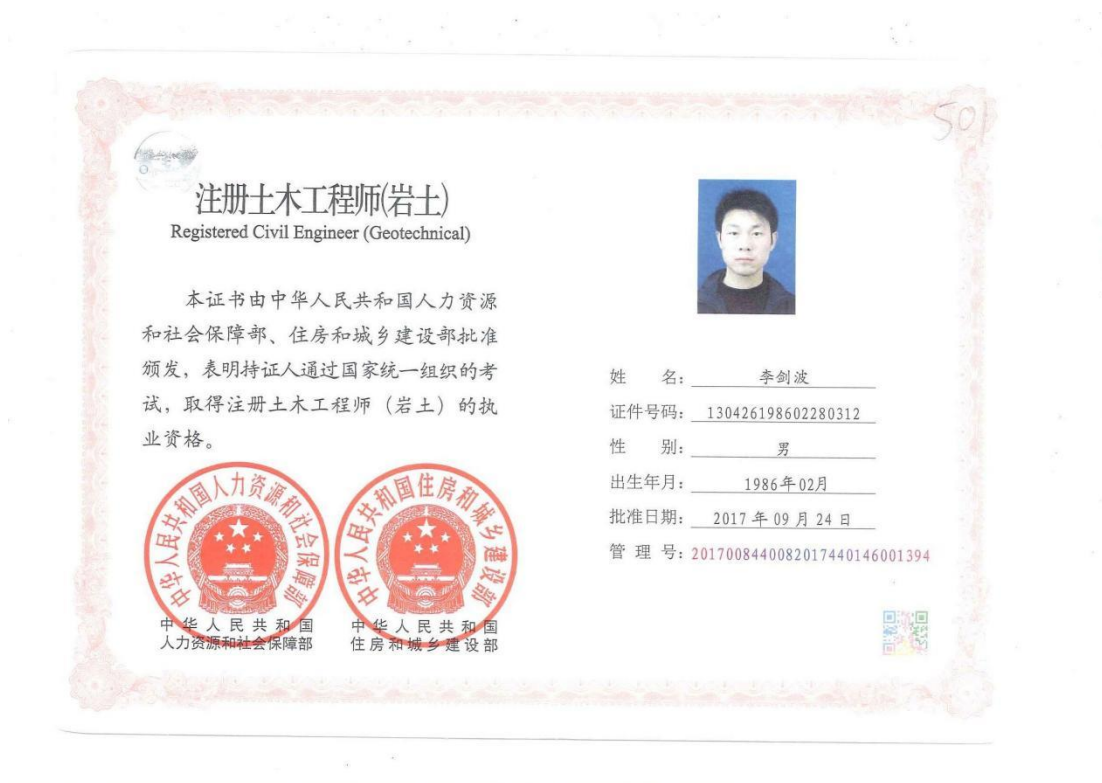 501
注册土木工程师(岩土)
Registered Civil Engineer (Geotechnical)
本证书由中华人民共和国人力资源
和社会保障部、住房和城乡建设部批准
颁发，表明持证人通过国家统一组织的考
试，取得注册土木工程师（岩土）的执
业资格。
中华人民共和国人力资源和社会保障部
中华人民共和国住房和城乡建设部
中华人民共和国
人力资源和社会保障部
中华人民共和国
住房和城乡建设部
姓 名： 李剑波
证件号码： 130426198602280312
性 别： 男
出生年月： 1986年02月
批准日期： 2017 年 09 月 24 日
管 理 号：2017008440082017440146001394